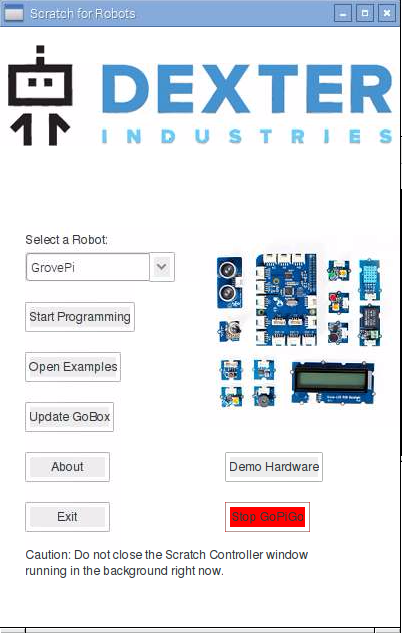 Scratch for Robots
DEXTER
INDUSTRIES
Select a Robot:
GrovePi
Start Programming
Open Examples
Update GoBox
About
Demo Hardware
Exit
Stop GoPiGo
Caution: Do not close the Scratch Controller window
running in the background right now.